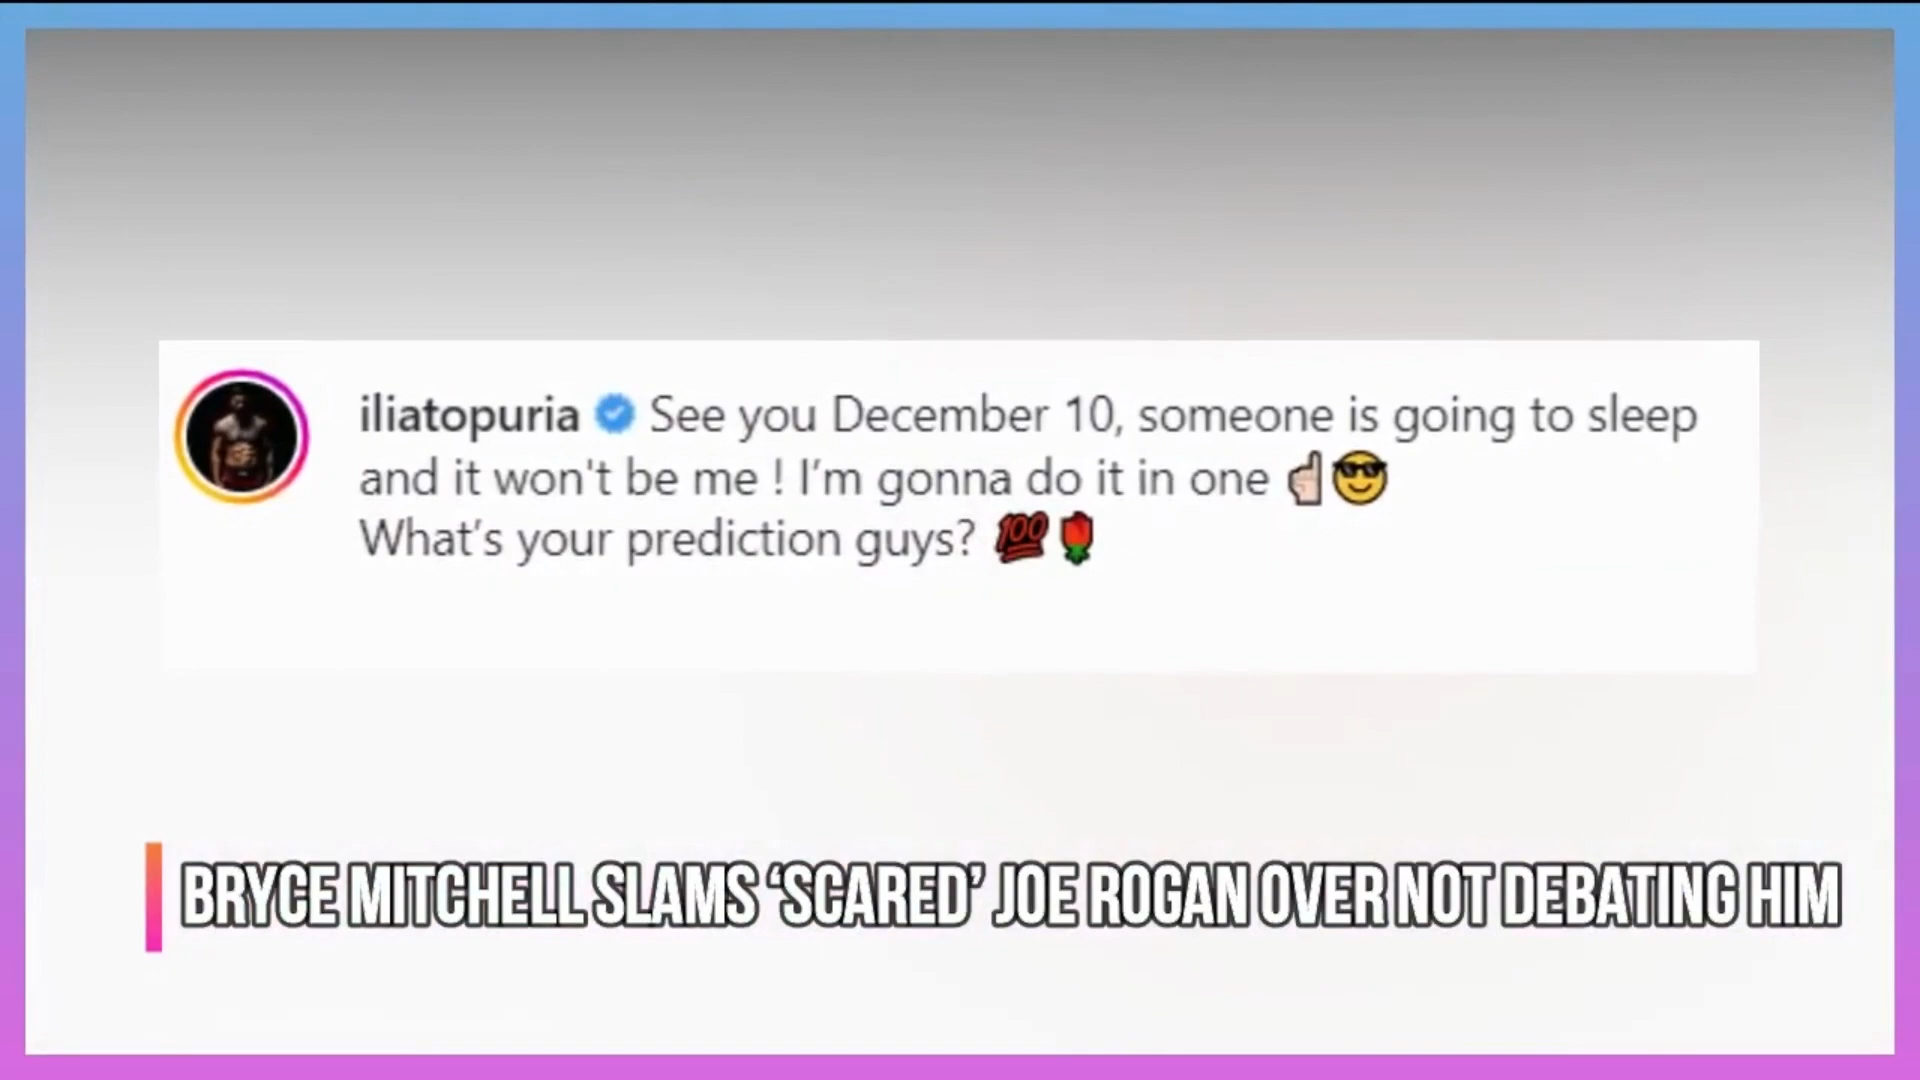 iliatopuria See you December 10, someone is going to sleep
and it won't be me ! I’m gonna do it in one ☝🏻😎
What’s your prediction guys? 💯🌹
BRYCE MITCHELL SLAMS ‘SCARED’ JOE ROGAN OVER NOT DEBATING HIM